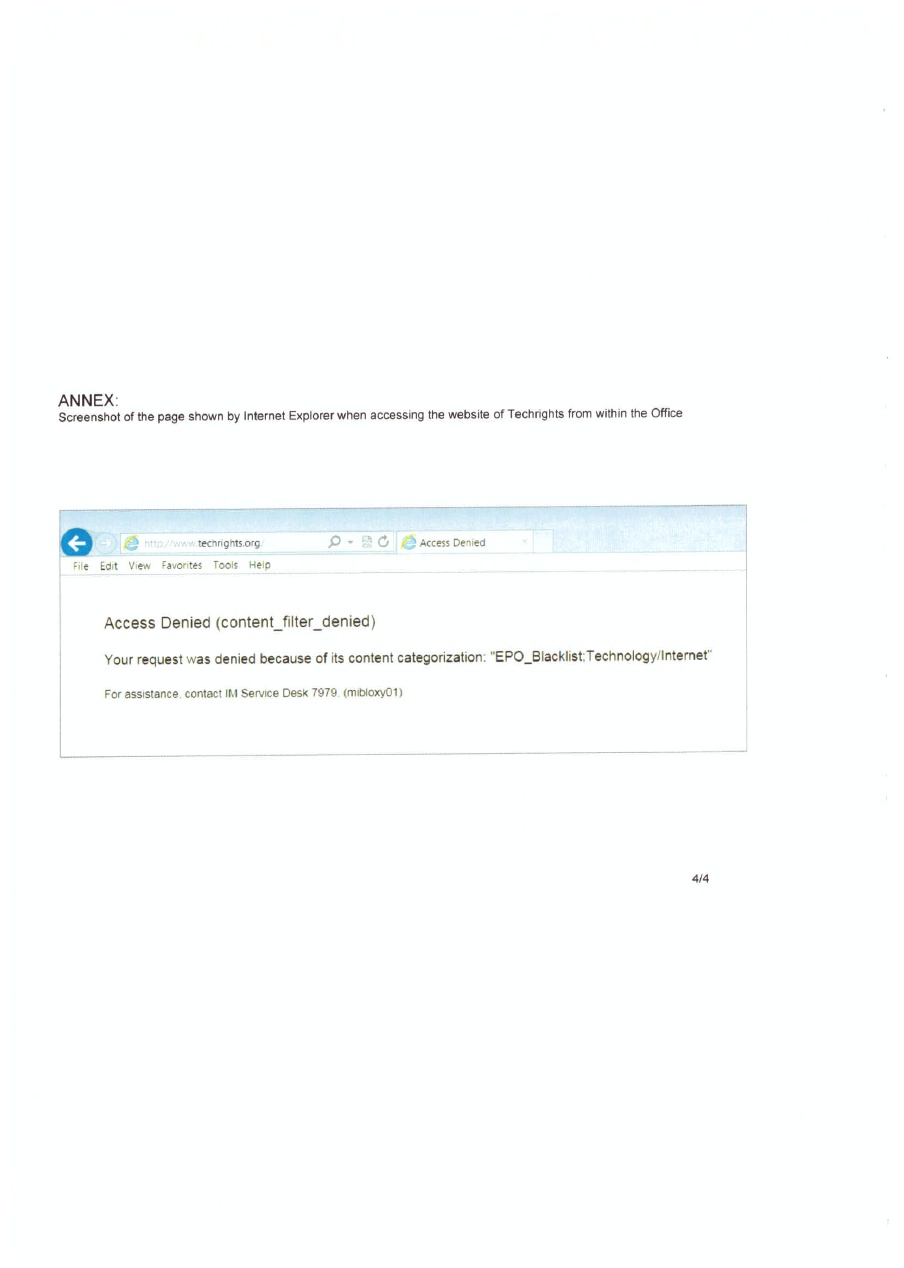 ANNEX:
Screenshot of the page shown by Internet Explorer when accessing the website of Techrights from within the Office
http://www.techrights.org/
Access Denied
File Edit View Favorites Tools Help
Access Denied (content_filter_denied)
Your request was denied because of its content categorization: "EPO_Blacklist;Technology/Internet"
For assistance, contact IM Service Desk 7979. (mibloxy01)
4/4